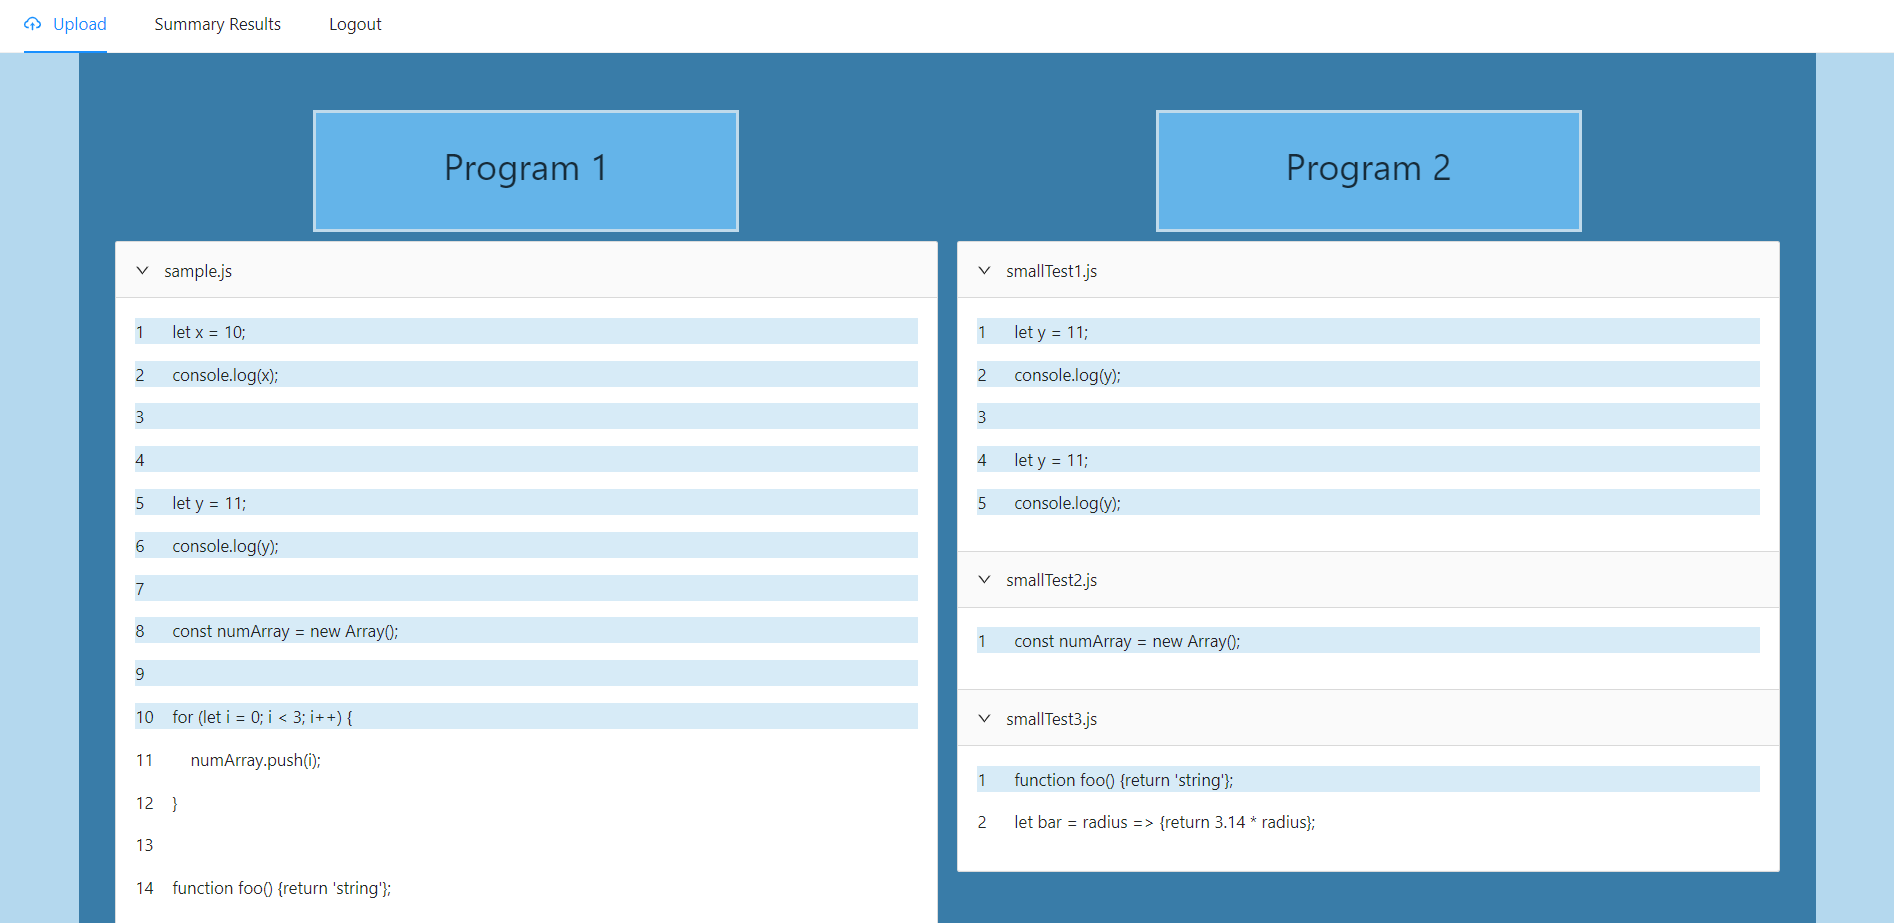 Upload Summary Results Logout
Program 1
sample.js
1 let x = 10;
2 console.log(x);
3
4
5 let y = 11;
6 console.log(y);
7
8 const numArray = new Array();
9
10 for (let i = 0; i < 3; i++) {
11 numArray.push(i);
12 }
13
14 function foo() {return 'string'};
Program 2
smallTest1.js
1 let y = 11;
2 console.log(y);
3
4 let y = 11;
5 console.log(y);
smallTest2.js
1 const numArray = new Array();
smallTest3.js
1 function foo() {return 'string'};
2 let bar = radius => {return 3.14 * radius};